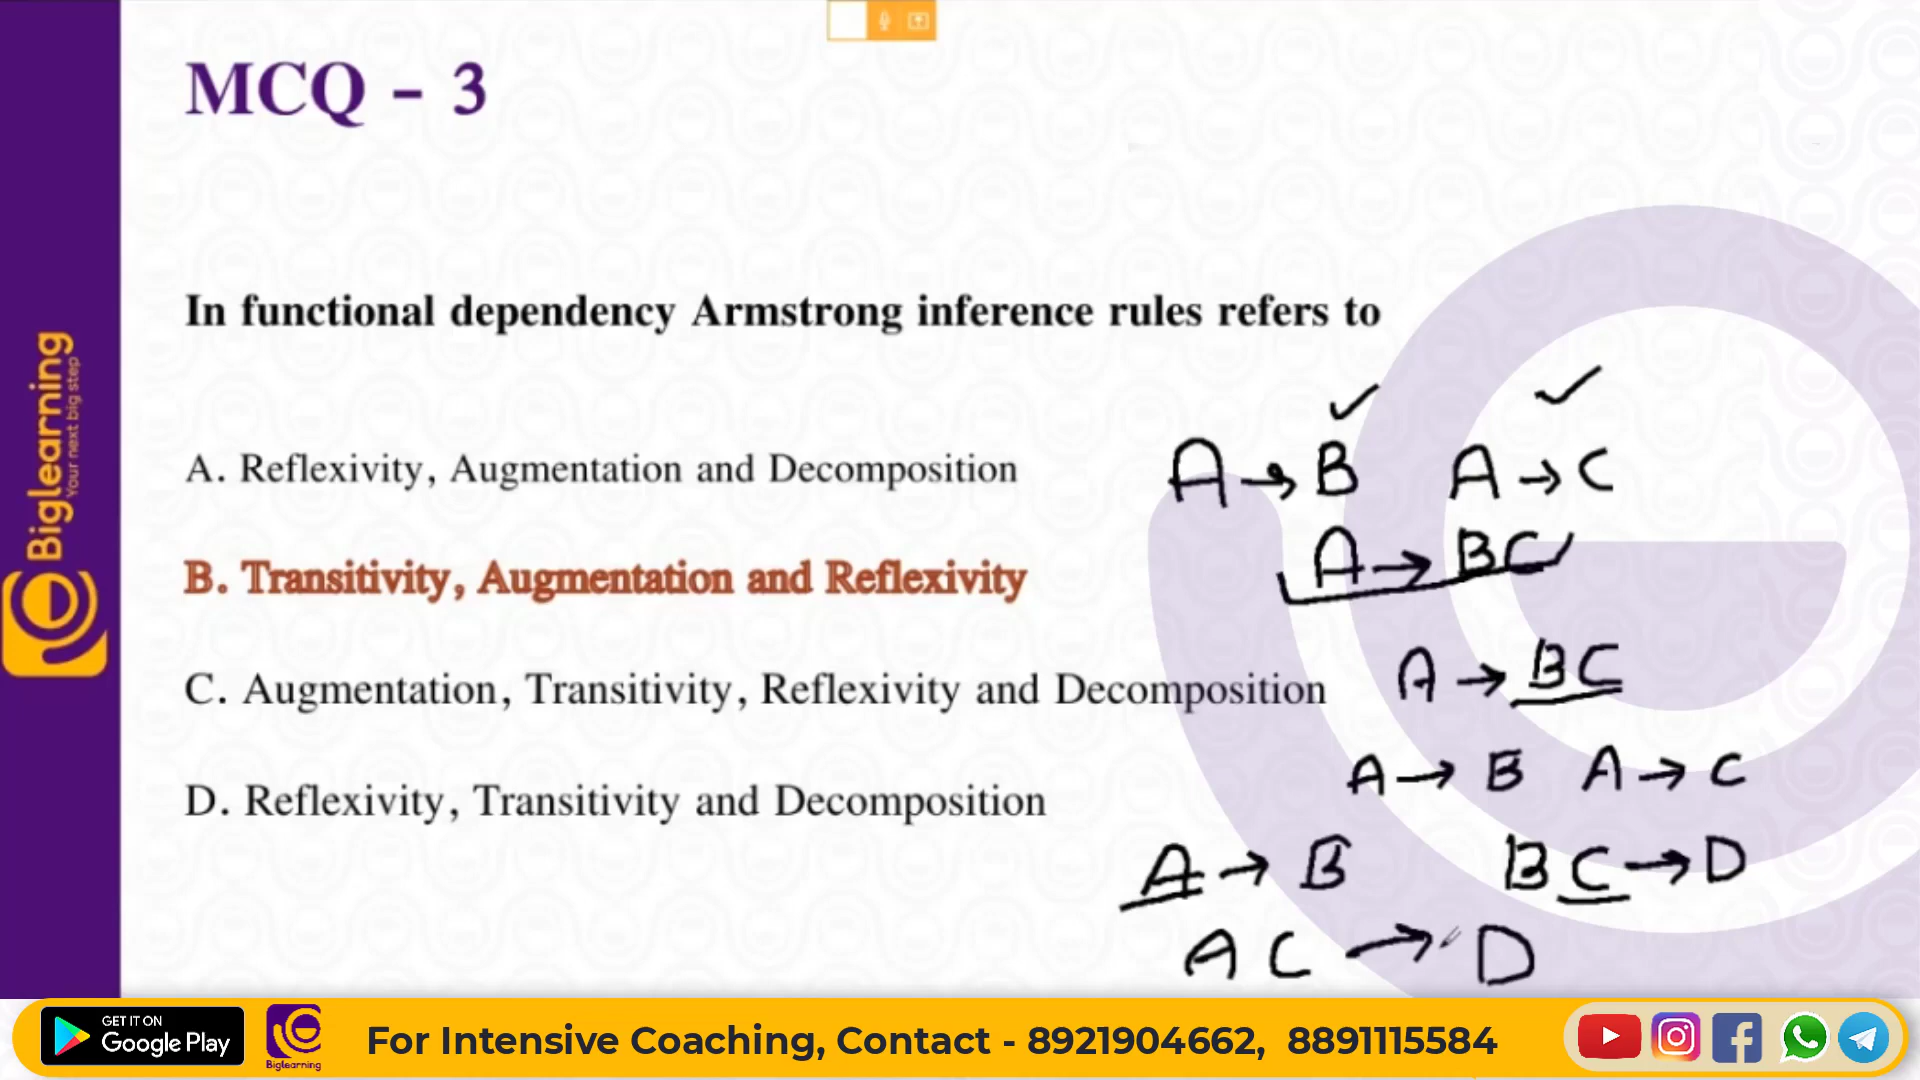 MCQ - 3
In functional dependency Armstrong inference rules refers to
A. Reflexivity, Augmentation and Decomposition
B. Transitivity, Augmentation and Reflexivity
C. Augmentation, Transitivity, Reflexivity and Decomposition
D. Reflexivity, Transitivity and Decomposition
A → B A → C
A → BC
A → BC
A → B A → C
A → B BC → D
AC → D
Biglearning
Your next big step
GET IT ON
Google Play
Biglearning
For Intensive Coaching, Contact - 8921904662, 8891115584